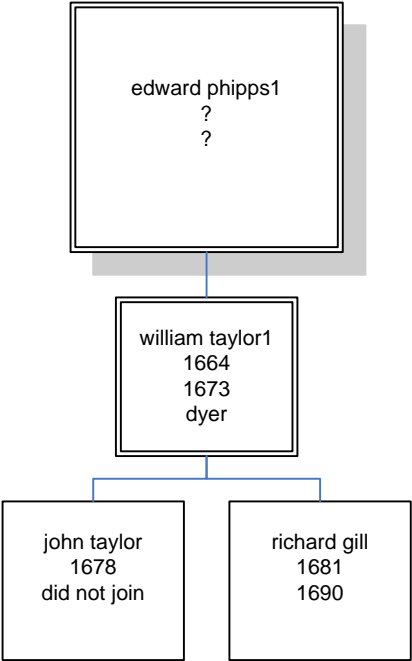 edward phipps1
?
?
william taylor1
1664
1673
dyer
john taylor
1678
did not join
richard gill
1681
1690